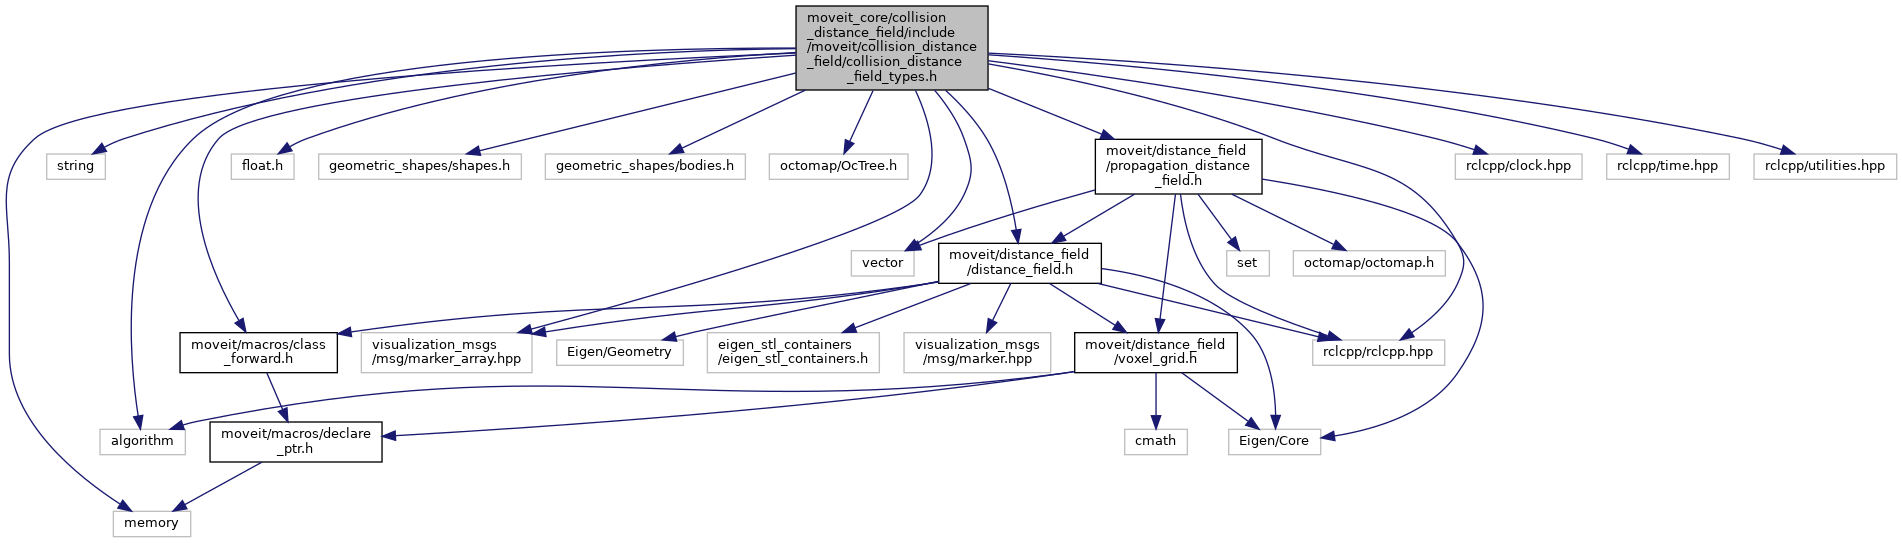 moveit_core/collision
_distance_field/include
/moveit/collision_distance
_field/collision_distance
_field_types.h
string
float.h
geometric_shapes/shapes.h
geometric_shapes/bodies.h
octomap/OcTree.h
moveit/distance_field
/propagation_distance
_field.h
rclcpp/clock.hpp
rclcpp/time.hpp
rclcpp/utilities.hpp
vector
moveit/distance_field
/distance_field.h
set
octomap/octomap.h
moveit/macros/class
_forward.h
visualization_msgs
/msg/marker_array.hpp
Eigen/Geometry
eigen_stl_containers
/eigen_stl_containers.h
visualization_msgs
/msg/marker.hpp
moveit/distance_field
/voxel_grid.h
rclcpp/rclcpp.hpp
algorithm
moveit/macros/declare
_ptr.h
cmath
Eigen/Core
memory